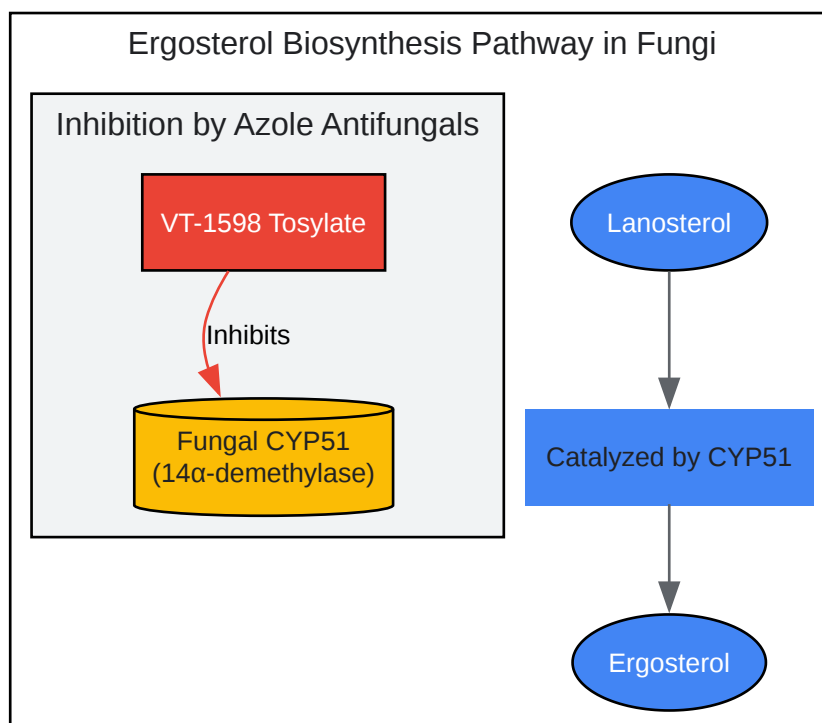 Ergosterol Biosynthesis Pathway in Fungi
Inhibition by Azole Antifungals
VT-1598 Tosylate
Inhibits
Fungal CYP51
(14α-demethylase)
Lanosterol
Catalyzed by CYP51
Ergosterol